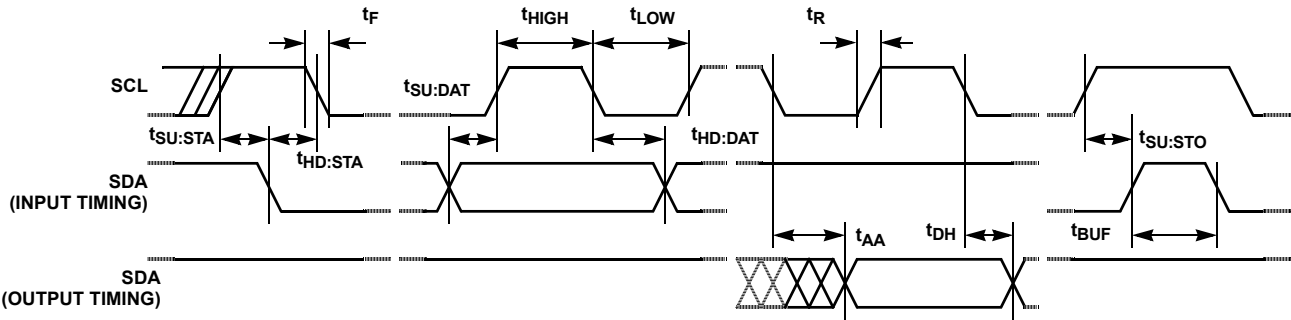 tF
tHIGH
tLOW
tR
SCL
tSU:DAT
tSU:STA
tHD:STA
tHD:DAT
tSU:STO
SDA
(INPUT TIMING)
tAA
tDH
tBUF
SDA
(OUTPUT TIMING)